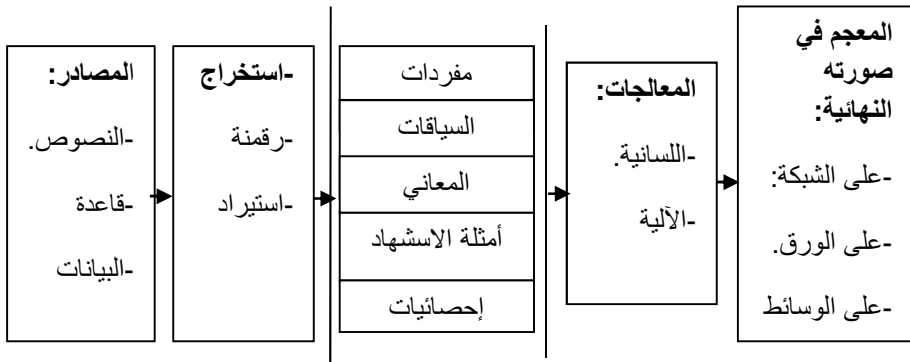 المصادر:
-النصوص.
-قاعدة
-البيانات
-استخراج
-رقمنة
-استيراد
مفردات
السياقات
المعاني
أمثلة الاسشهاد
إحصائيات
المعالجات:
-اللسانية.
-الآلية
المعجم في
صورته
النهائية:
-على الشبكة:
-على الورق.
-على الوسائط